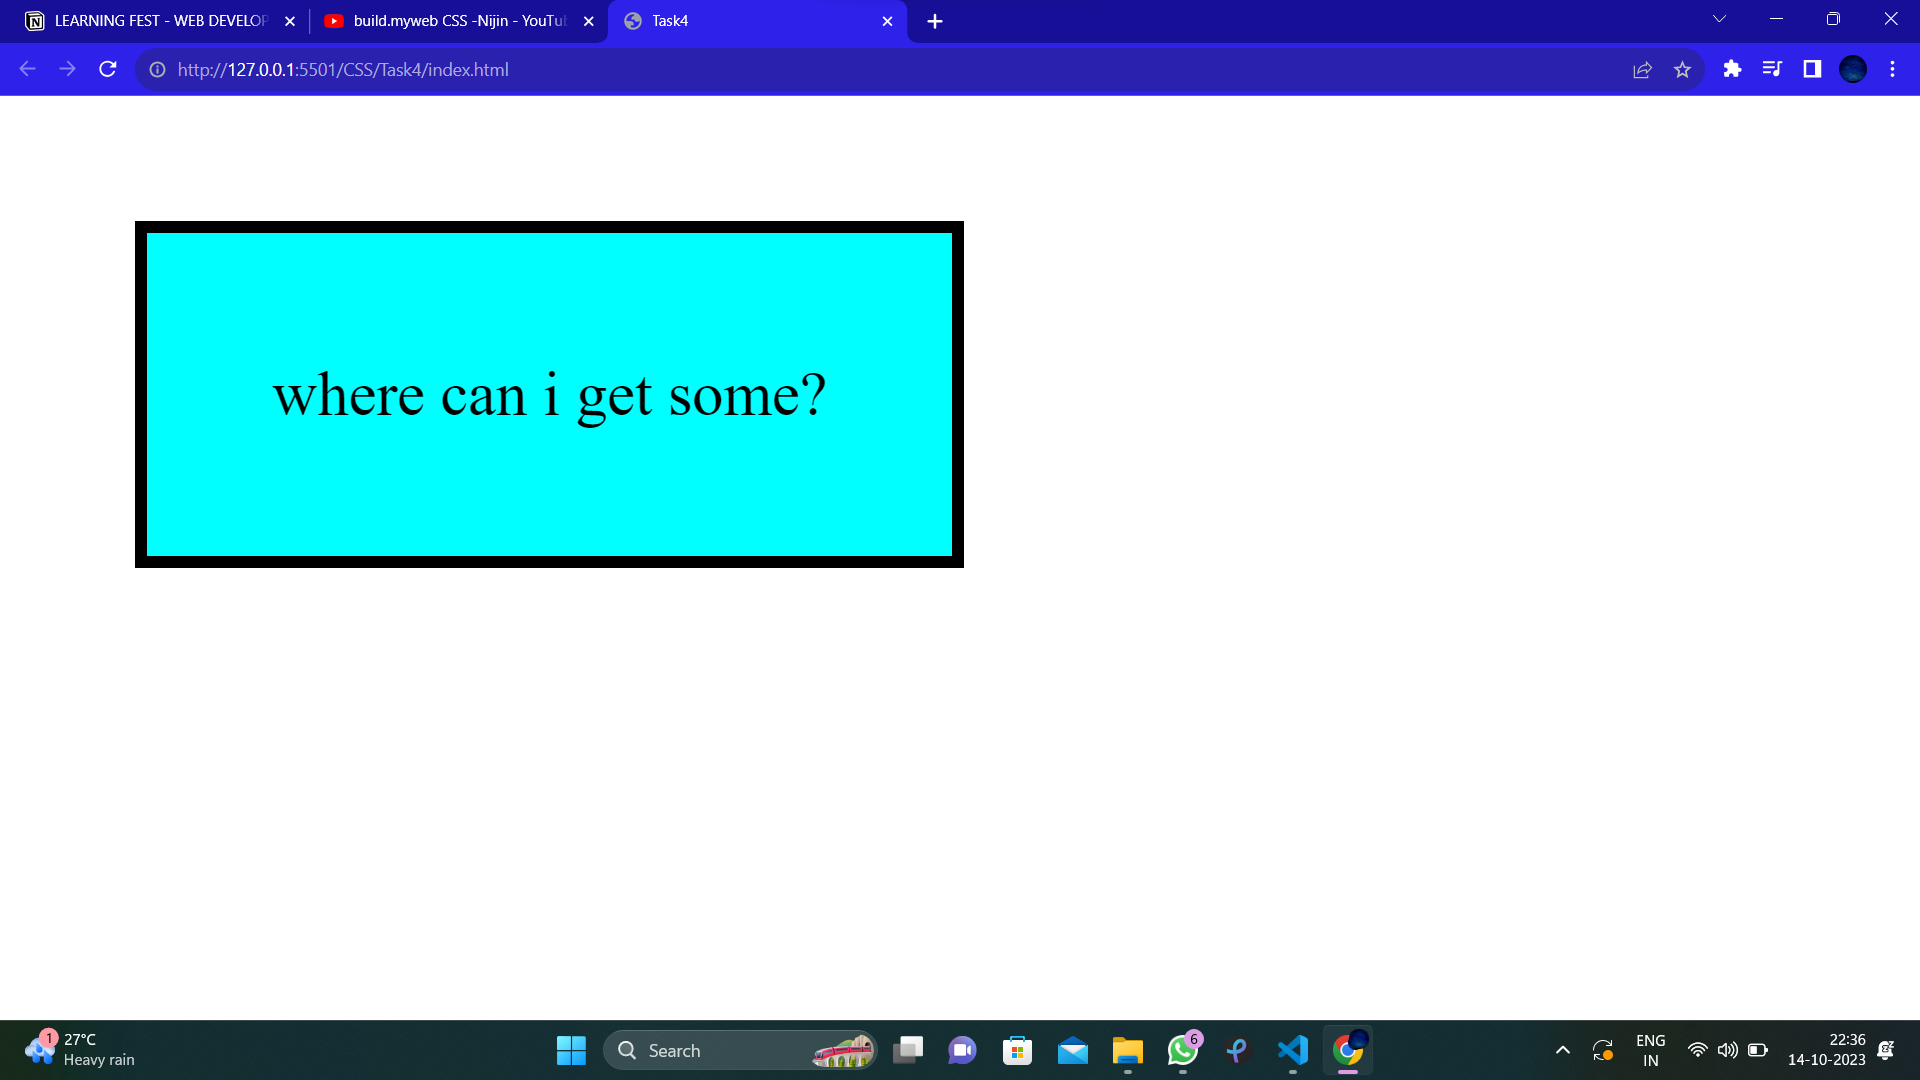 LEARNING FEST - WEB DEVELOP
build.myweb CSS -Nijin - YouTu
Task4
http://127.0.0.1:5501/CSS/Task4/index.html
where can i get some?
1
27°C
Heavy rain
Search
6
ENG
IN
22:36
14-10-2023